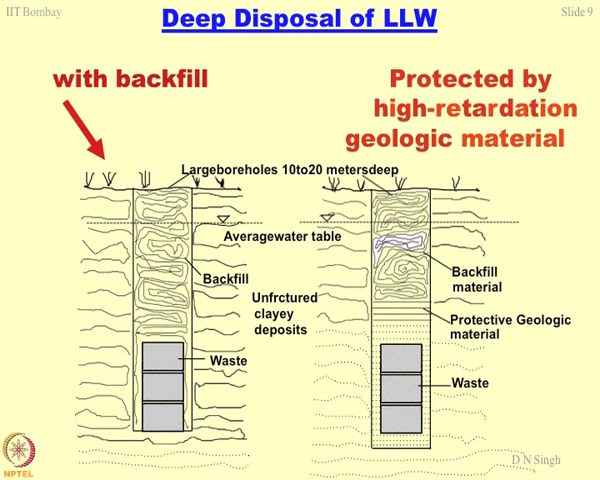 IIT Bombay
Slide 9
Deep Disposal of LLW
with backfill
Protected by
high-retardation
geologic material
Largeboreholes 10to20 metersdeep
Averagewater table
Backfill
Unfrctured
clayey
deposits
Waste
Backfill
material
Protective Geologic
material
Waste
D N Singh
NPTEL